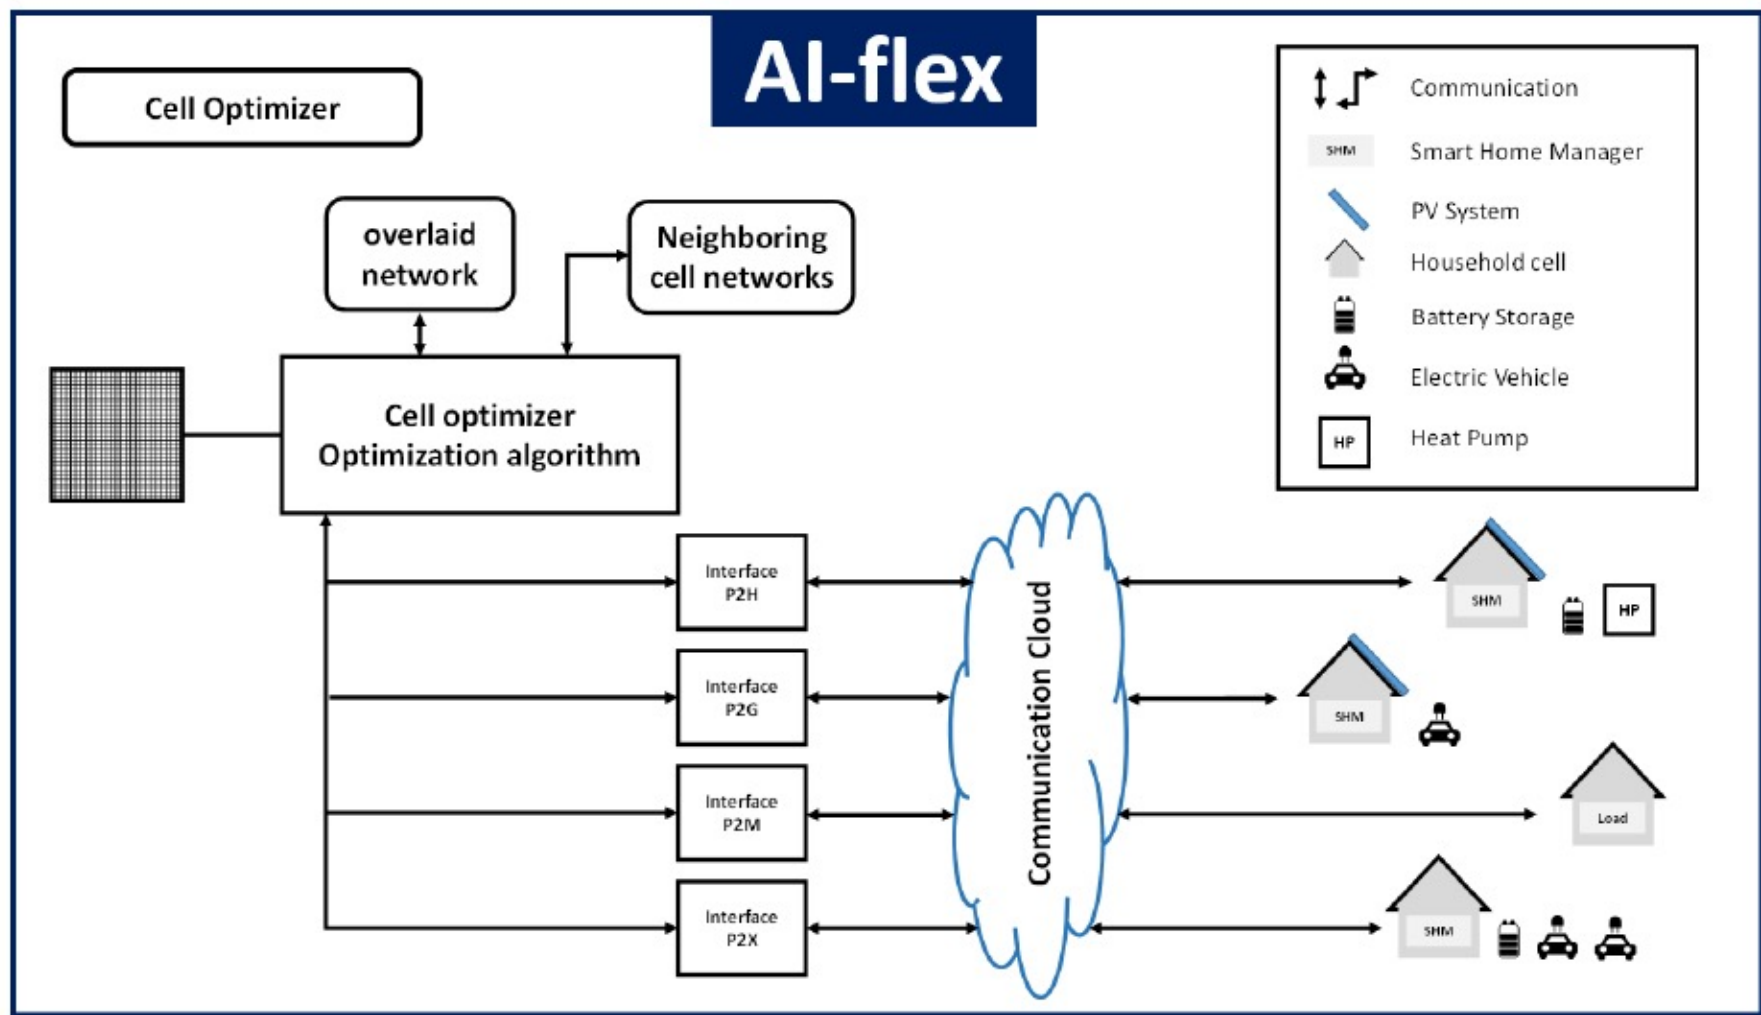 AI-flex
Cell Optimizer
overlaid
network
Neighboring
cell networks
Cell optimizer
Optimization algorithm
Communication
SHM
Smart Home Manager
PV System
Household cell
Battery Storage
Electric Vehicle
HP
Heat Pump
Interface
P2H
Interface
P2G
Interface
P2M
Interface
P2X
Communication Cloud
SHM
HP
SHM
Load
SHM